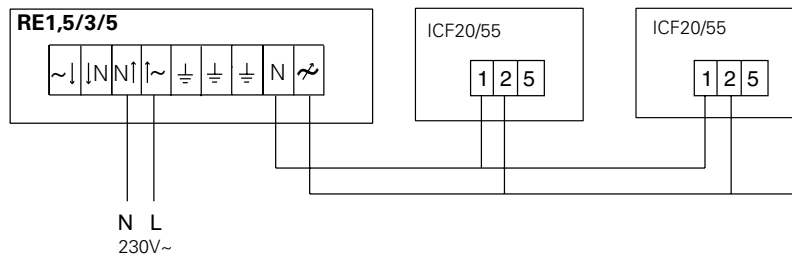 RE1,5/3/5
ICF20/55
ICF20/55
~↓ ↓N N↑ ↑~ ⏚ ⏚ ⏚ N ~
1 2 5
1 2 5
N L
230V~